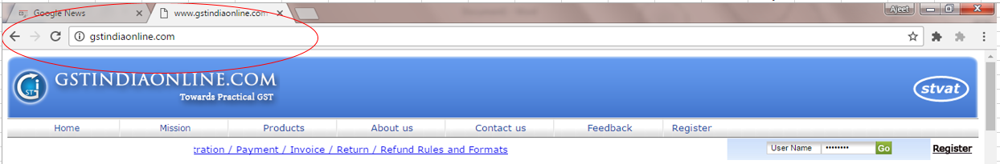 Google News
www.gstindiaonline.com
Ajeet
gstindiaonline.com
GSTINDIAONLINE.COM
Towards Practical GST
stvat
Home Mission Products About us Contact us Feedback Register
tration / Payment / Invoice / Return / Refund Rules and Formats
User Name •••••••• Go Register